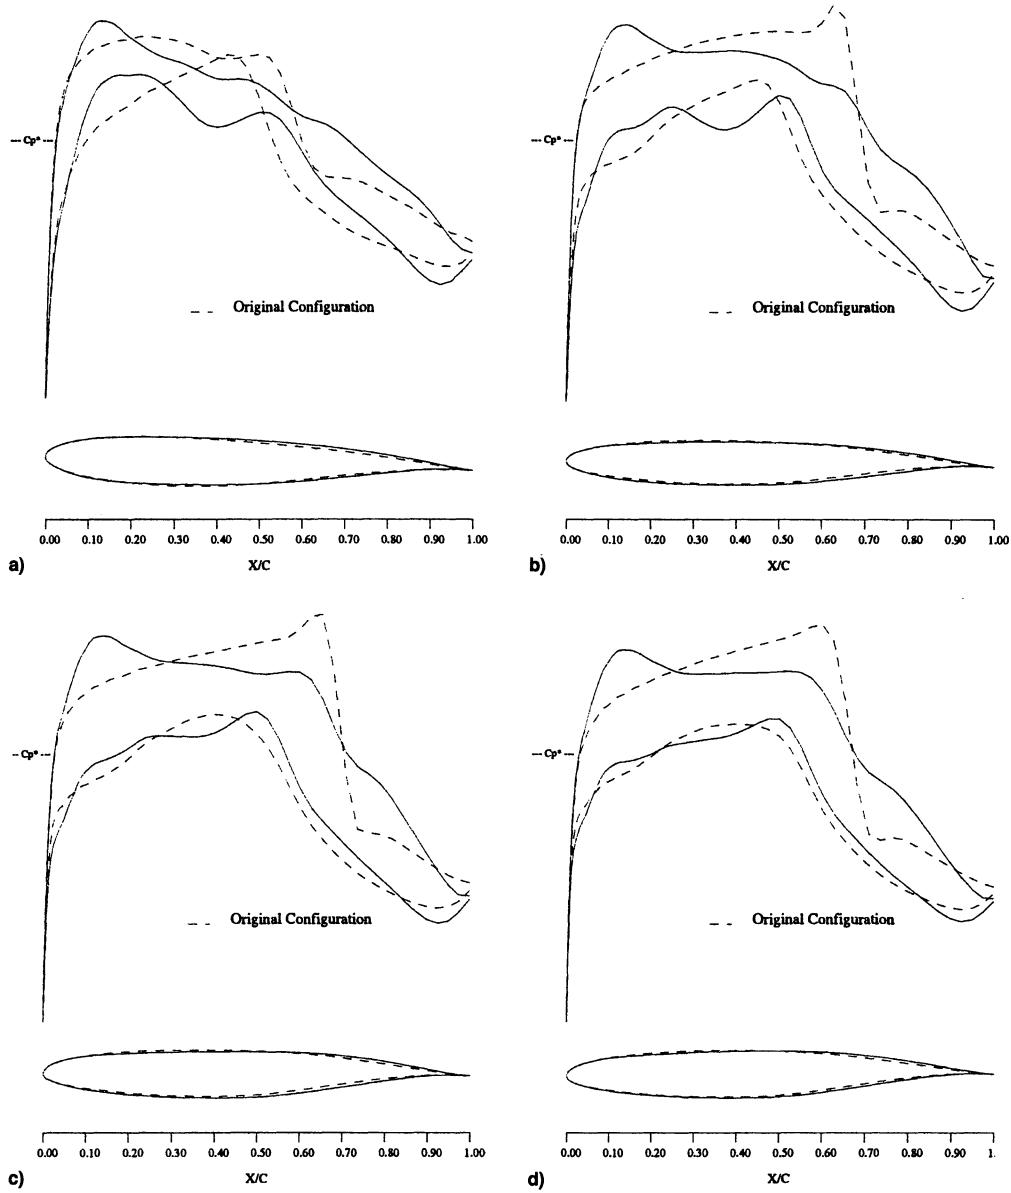 --- Cp* ---
Original Configuration
0.00 0.10 0.20 0.30 0.40 0.50 0.60 0.70 0.80 0.90 1.00
a)
X/C
--- Cp* ---
Original Configuration
0.00 0.10 0.20 0.30 0.40 0.50 0.60 0.70 0.80 0.90 1.00
b)
X/C
-- Cp* ---
Original Configuration
0.00 0.10 0.20 0.30 0.40 0.50 0.60 0.70 0.80 0.90 1.00
c)
X/C
--- Cp* ---
Original Configuration
0.00 0.10 0.20 0.30 0.40 0.50 0.60 0.70 0.80 0.90 1.
d)
X/C